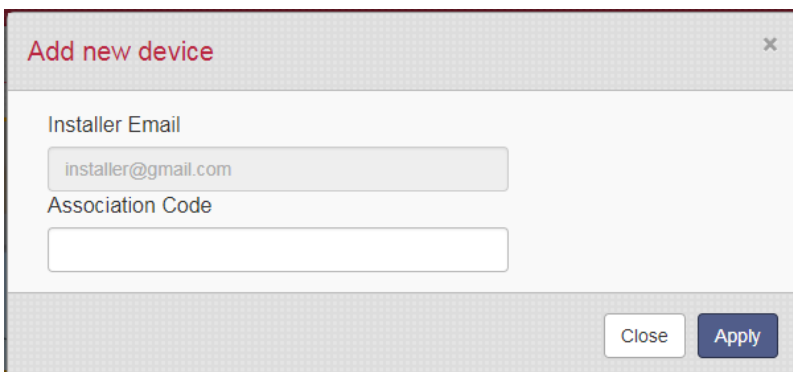 Add new device ×
Installer Email
installer@gmail.com
Association Code
Close Apply